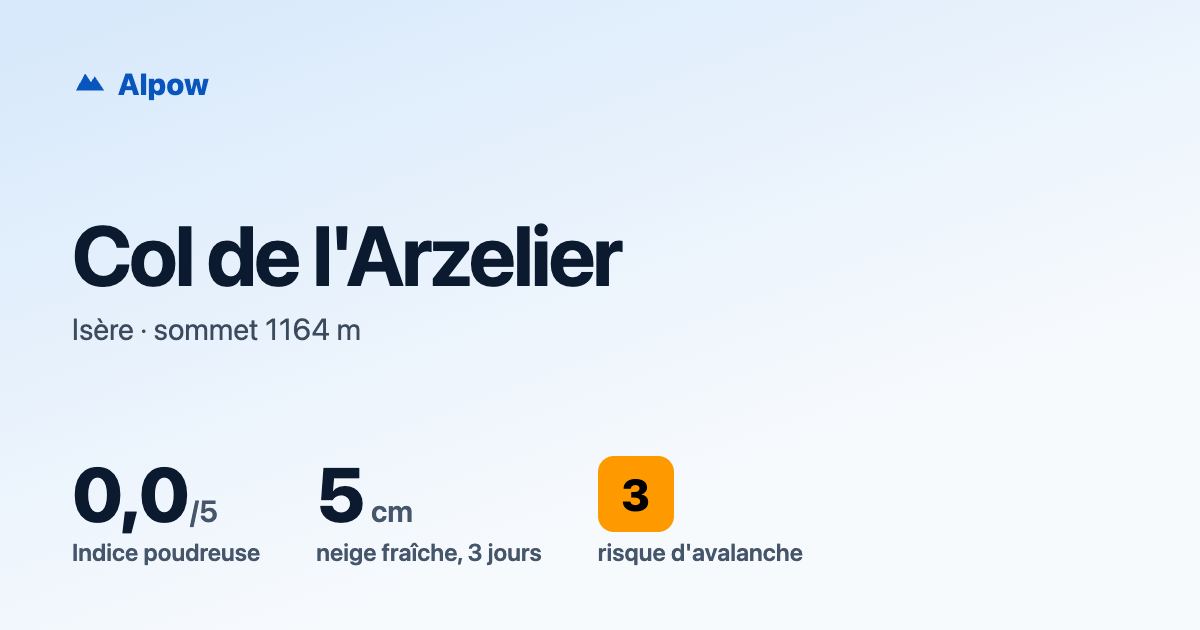 Alpow
Col de l'Arzelier
Isère · sommet 1164 m
0,0/5
Indice poudreuse
5 cm
neige fraîche, 3 jours
3
risque d'avalanche